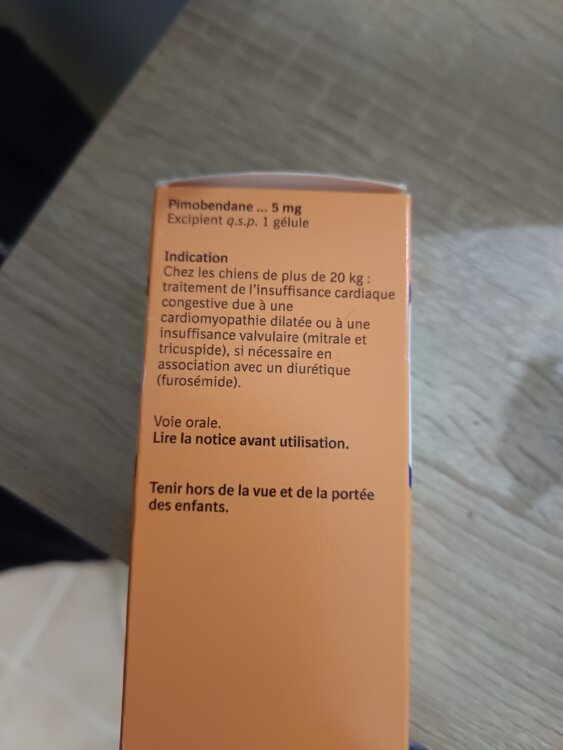 Pimobendane ... 5 mg
Excipient q.s.p. 1 gélule
Indication
Chez les chiens de plus de 20 kg :
traitement de l'insuffisance cardiaque
congestive due à une
cardiomyopathie dilatée ou à une
insuffisance valvulaire (mitrale et
tricuspide), si nécessaire en
association avec un diurétique
(furosémide).
Voie orale.
Lire la notice avant utilisation.
Tenir hors de la vue et de la portée
des enfants.